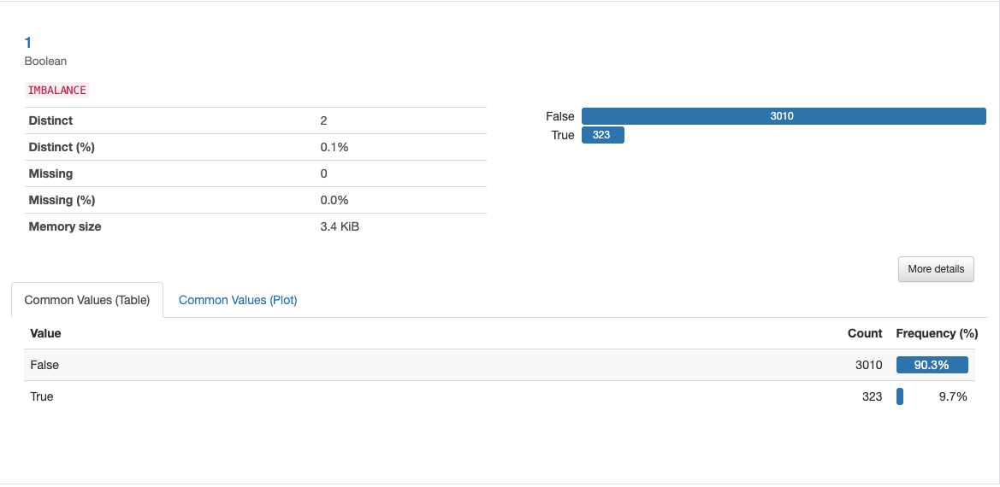 1
Boolean
IMBALANCE
Distinct 2
Distinct (%) 0.1%
Missing 0
Missing (%) 0.0%
Memory size 3.4 KiB
False 3010
True 323
More details
Common Values (Table) Common Values (Plot)
Value Count Frequency (%)
False 3010 90.3%
True 323 9.7%